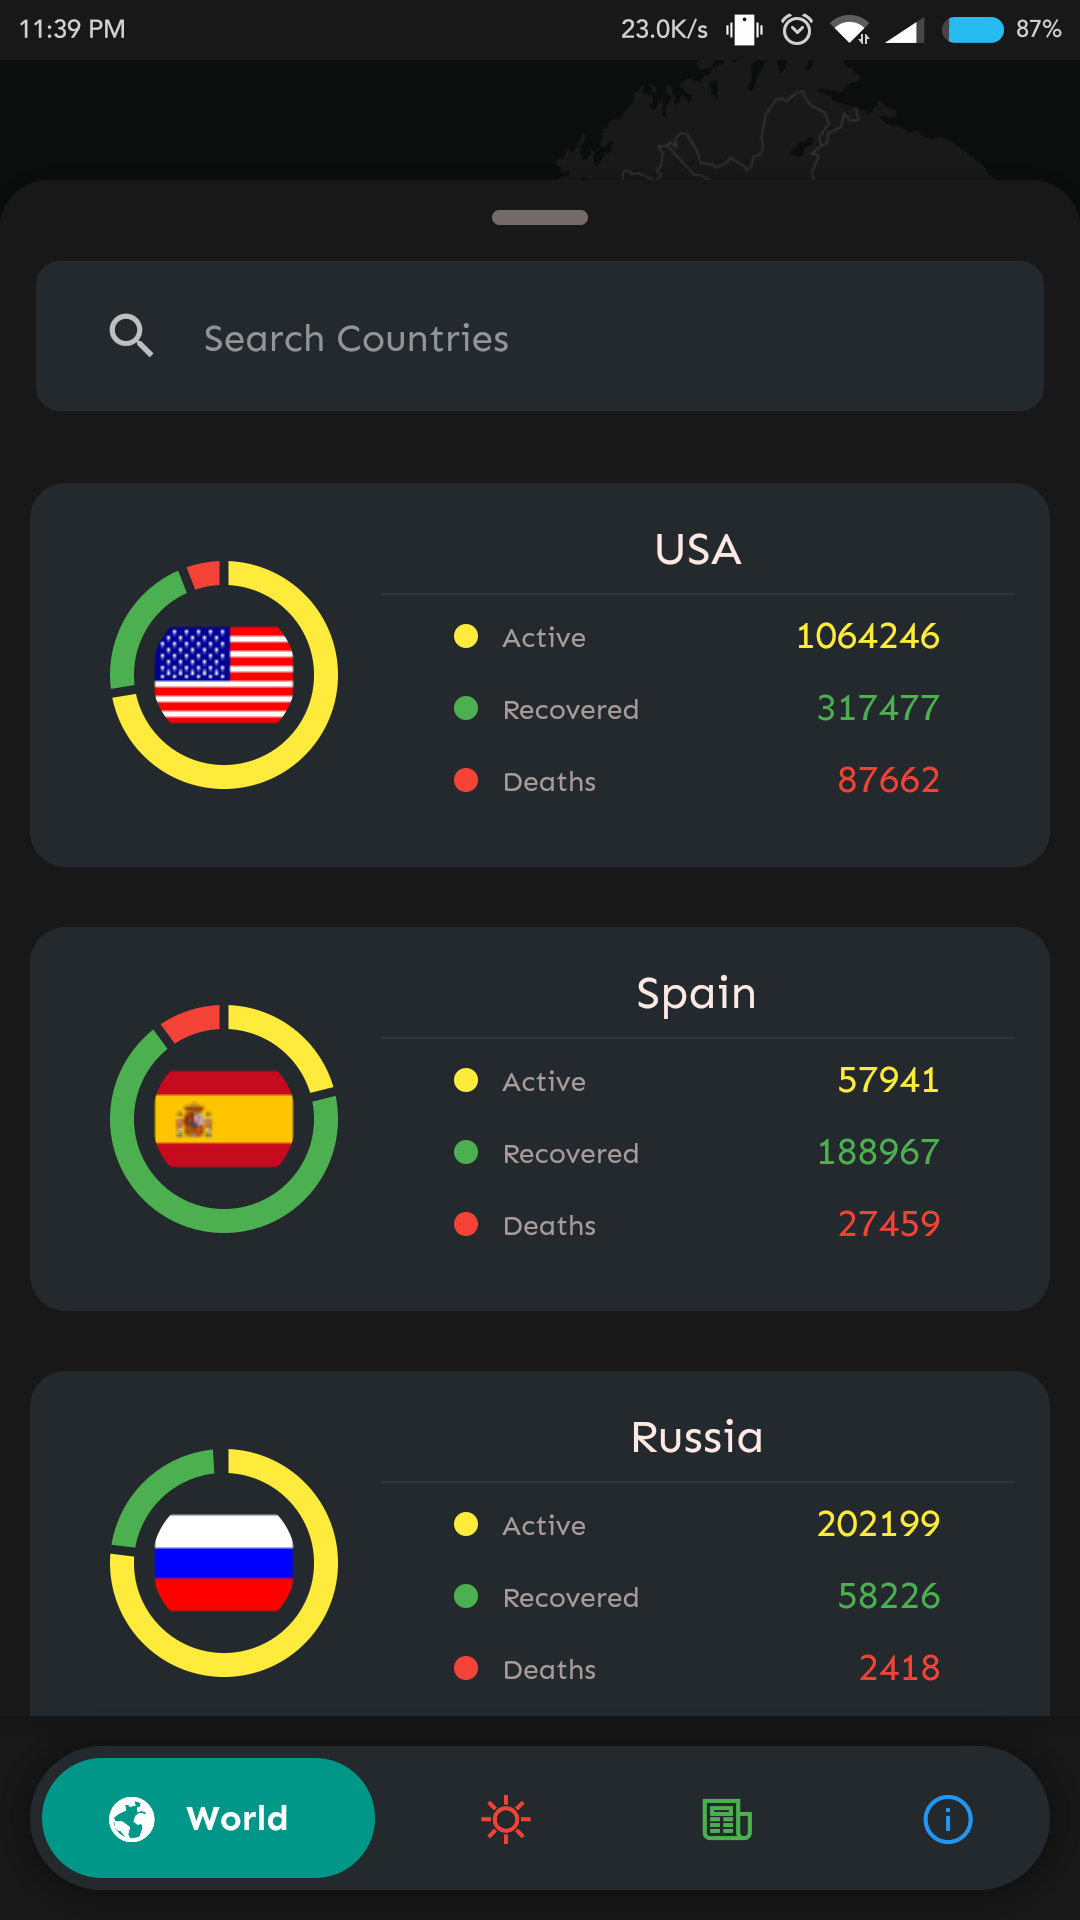 11:39 PM 23.0K/s 87%
Search Countries
USA
Active 1064246
Recovered 317477
Deaths 87662
Spain
Active 57941
Recovered 188967
Deaths 27459
Russia
Active 202199
Recovered 58226
Deaths 2418
World